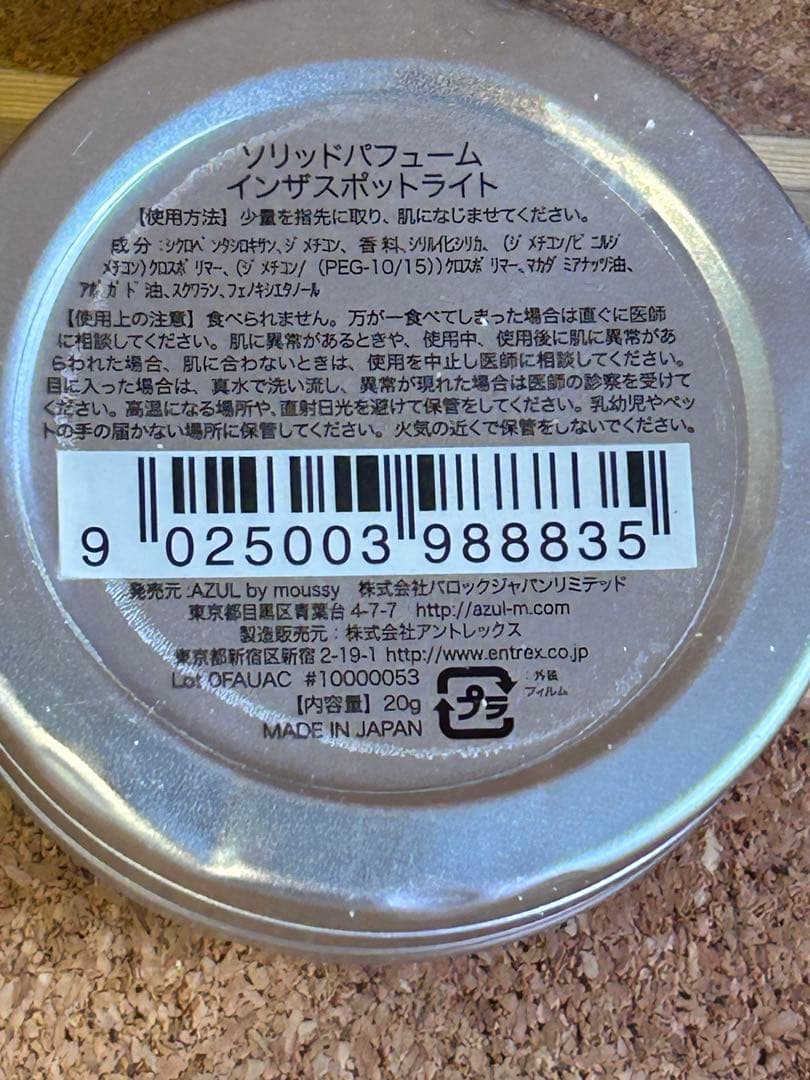 ソリッドパフューム
インザスポットライト
【使用方法】少量を指先に取り、肌になじませてください。
成分:シクロペンタシロキサン、ジメチコン、香料、シリル化シリカ、(ジメチコン/ビニルジ
メチコン)クロスポリマー、(ジメチコン/(PEG-10/15))クロスポリマー、マカダミアナッツ油、
アボカド油、スクワラン、フェノキシエタノール
【使用上の注意】食べられません。万が一食べてしまった場合は直ぐに医師
に相談してください。肌に異常があるときや、使用中、使用後に肌に異常があ
らわれた場合、肌に合わないときは、使用を中止し医師に相談してください。
目に入った場合は、真水で洗い流し、異常が現れた場合は医師の診察を受けて
ください。高温になる場所や、直射日光を避けて保管をしてください。乳幼児やペッ
トの手の届かない場所に保管してください。火気の近くで保管をしないでください。
9 025003 988835
発売元:AZUL by moussy 株式会社バロックジャパンリミテッド
東京都目黒区青葉台 4-7-7 http://azul-m.com
製造販売元:株式会社アントレックス
東京都新宿区新宿 2-19-1 http://www.entrex.co.jp
Lot 0FAUAC #10000053
【内容量】20g
MADE IN JAPAN
プラ
:外装
フィルム